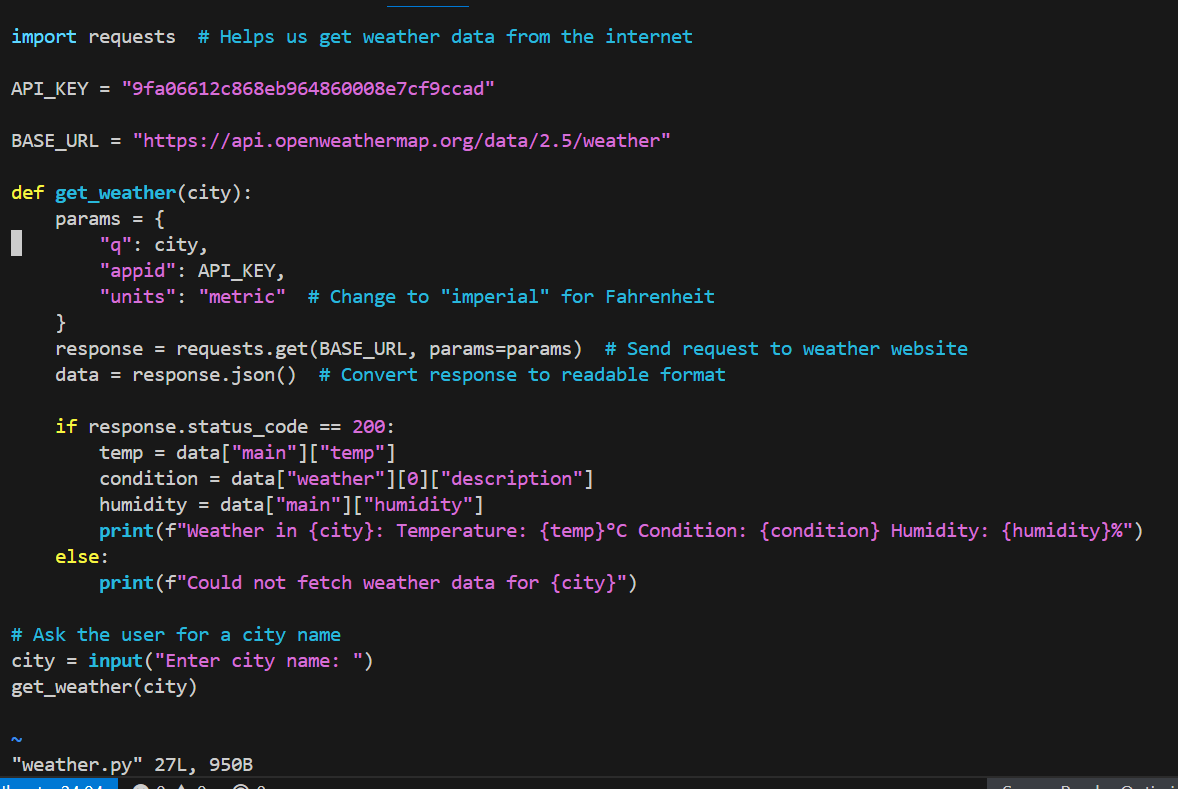 import requests  # Helps us get weather data from the internet

API_KEY = "9fa06612c868eb964860008e7cf9ccad"

BASE_URL = "https://api.openweathermap.org/data/2.5/weather"

def get_weather(city):
    params = {
        "q": city,
        "appid": API_KEY,
        "units": "metric"  # Change to "imperial" for Fahrenheit
    }
    response = requests.get(BASE_URL, params=params)  # Send request to weather website
    data = response.json()  # Convert response to readable format

    if response.status_code == 200:
        temp = data["main"]["temp"]
        condition = data["weather"][0]["description"]
        humidity = data["main"]["humidity"]
        print(f"Weather in {city}: Temperature: {temp}°C Condition: {condition} Humidity: {humidity}%")
    else:
        print(f"Could not fetch weather data for {city}")

# Ask the user for a city name
city = input("Enter city name: ")
get_weather(city)

~
"weather.py" 27L, 950B